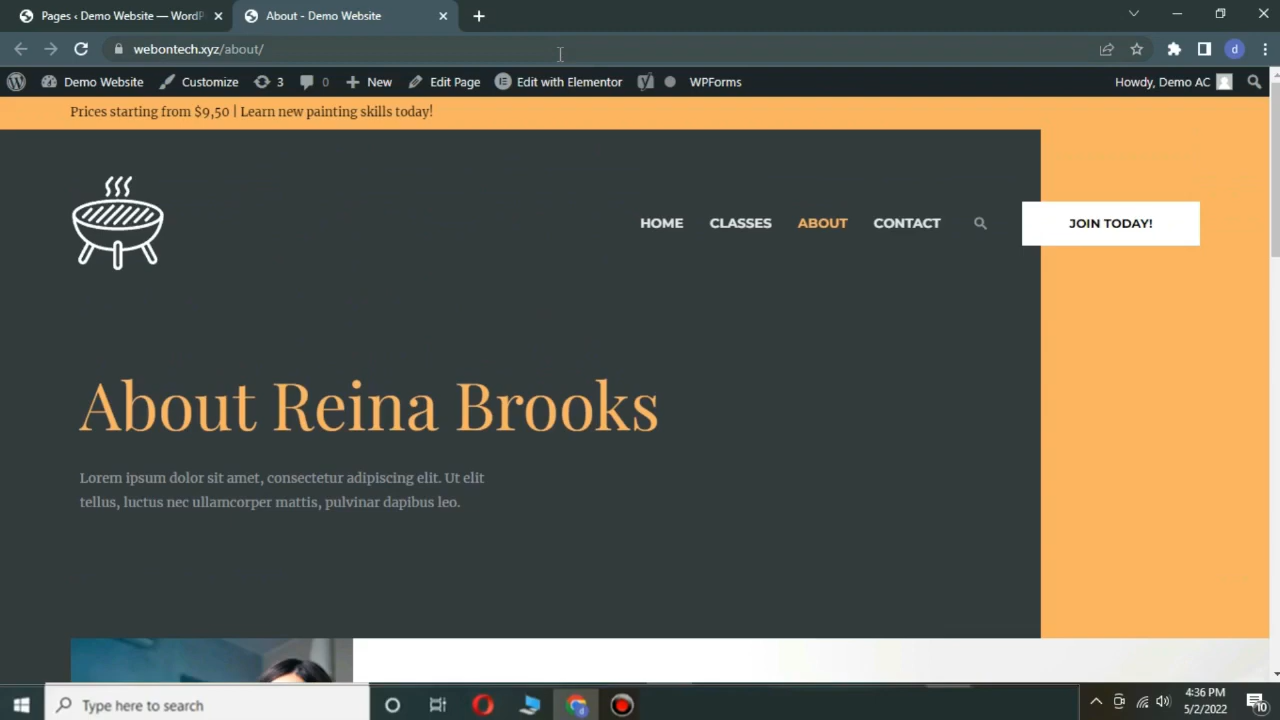 Pages ‹ Demo Website — WordP
About - Demo Website
webontech.xyz/about/
d
Demo Website
Customize
3
0
New
Edit Page
Edit with Elementor
WPForms
Howdy, Demo AC
Prices starting from $9,50 | Learn new painting skills today!
HOME
CLASSES
ABOUT
CONTACT
JOIN TODAY!
About Reina Brooks
Lorem ipsum dolor sit amet, consectetur adipiscing elit. Ut elit
tellus, luctus nec ullamcorper mattis, pulvinar dapibus leo.
Type here to search
4:36 PM
5/2/2022
10